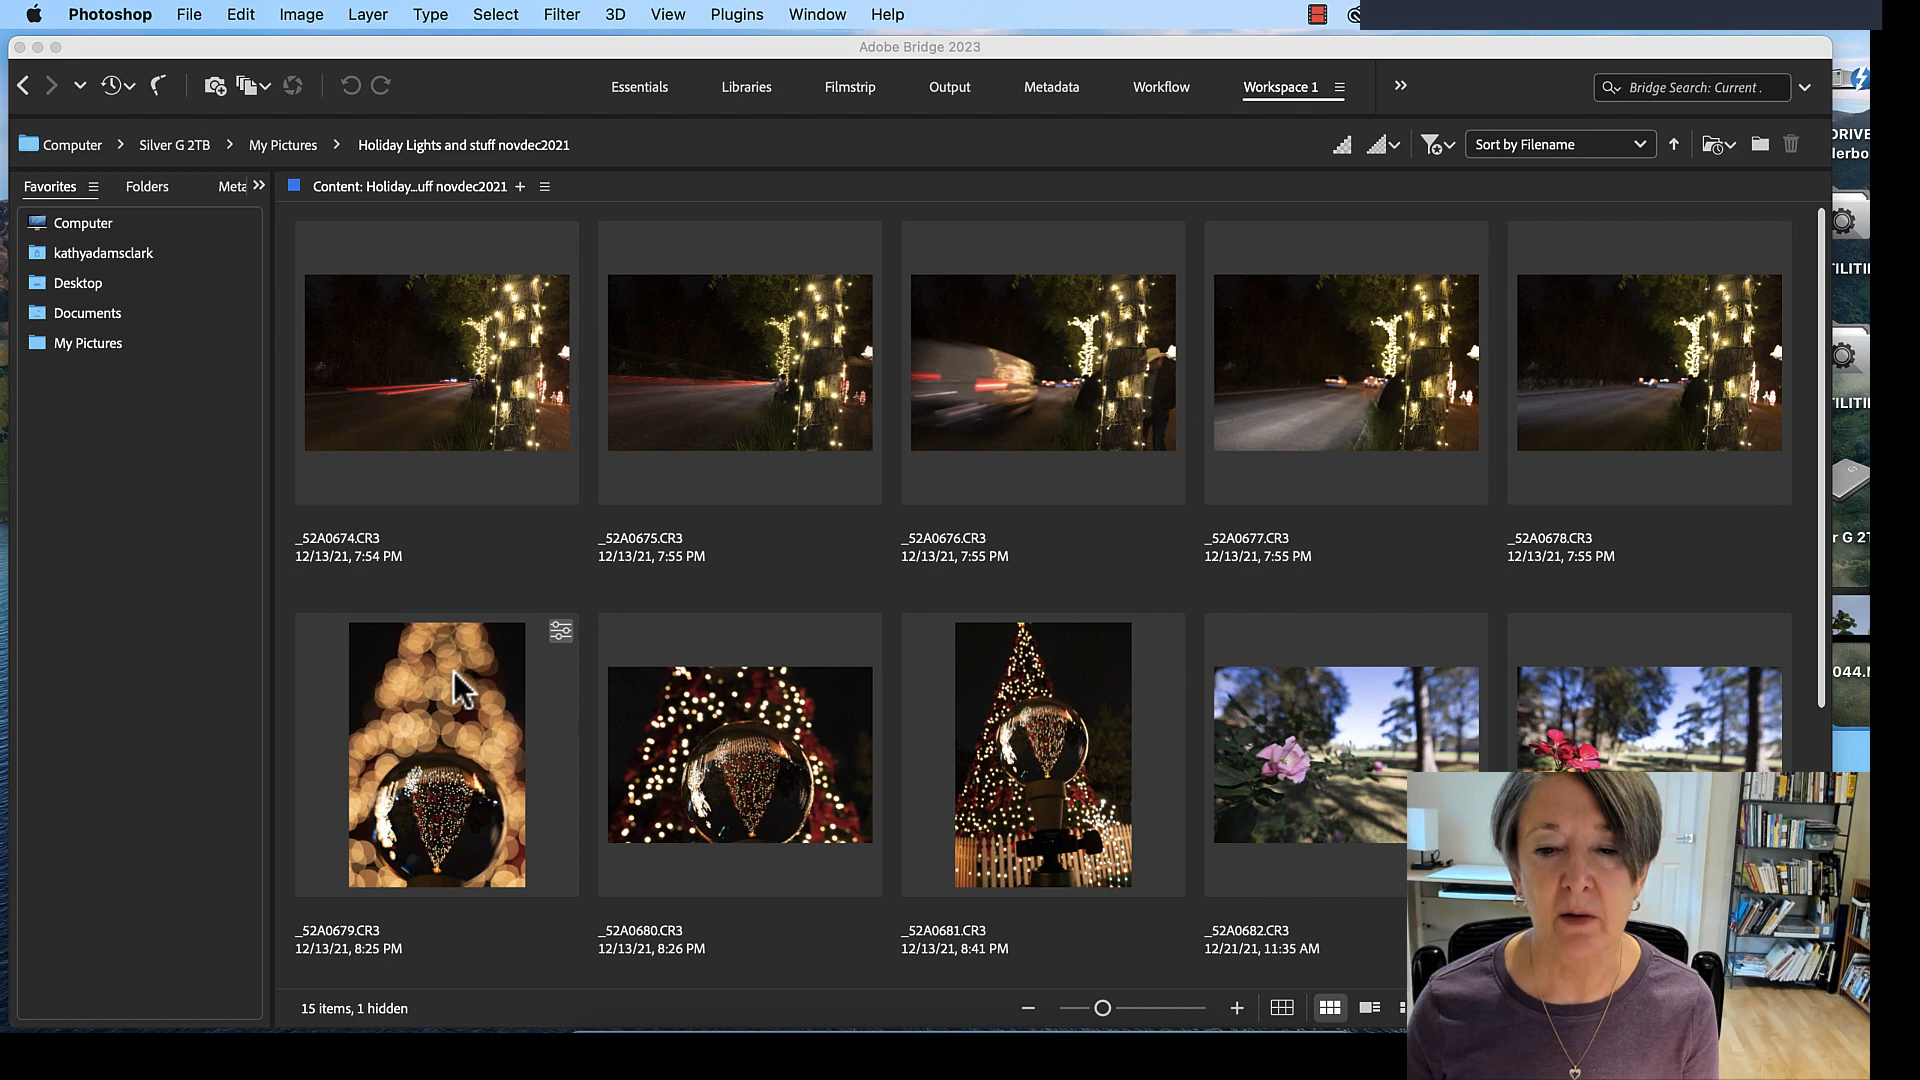 Photoshop File Edit Image Layer Type Select Filter 3D View Plugins Window Help
Adobe Bridge 2023
Essentials Libraries Filmstrip Output Metadata Workflow Workspace 1
Bridge Search: Current .
Computer Silver G 2TB My Pictures Holiday Lights and stuff novdec2021
Sort by Filename
Favorites Folders Meta
Content: Holiday...uff novdec2021
Computer
kathyadamsclark
Desktop
Documents
My Pictures
_52A0674.CR3
12/13/21, 7:54 PM
_52A0675.CR3
12/13/21, 7:55 PM
_52A0676.CR3
12/13/21, 7:55 PM
_52A0677.CR3
12/13/21, 7:55 PM
_52A0678.CR3
12/13/21, 7:55 PM
_52A0679.CR3
12/13/21, 8:25 PM
_52A0680.CR3
12/13/21, 8:26 PM
_52A0681.CR3
12/13/21, 8:41 PM
_52A0682.CR3
12/21/21, 11:35 AM
15 items, 1 hidden
DRIVE
lerbo
ILITI
ILITI
r G 2T
044.M